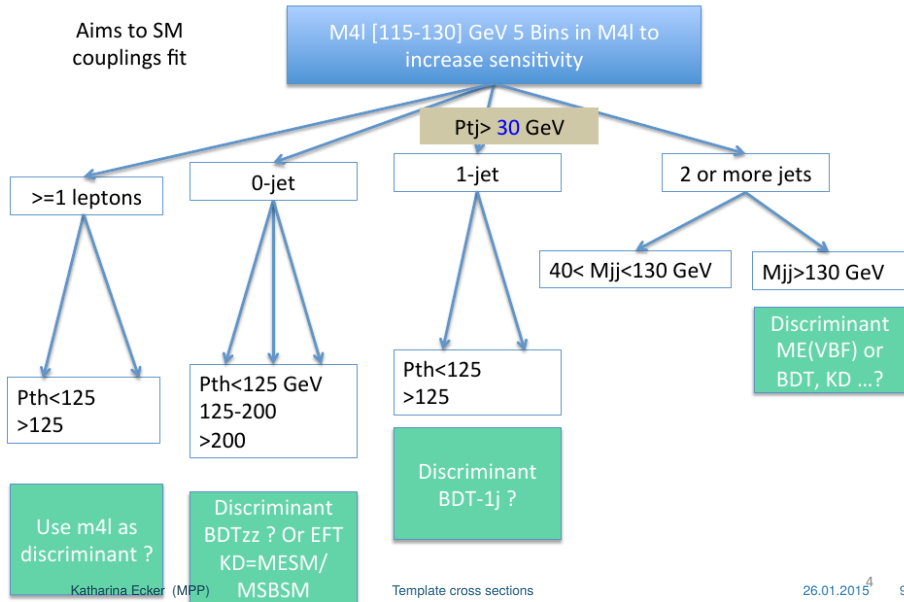 Aims to SM
couplings fit
M4l [115-130] GeV 5 Bins in M4l to
increase sensitivity
Ptj> 30 GeV
>=1 leptons
0-jet
1-jet
2 or more jets
40< Mjj<130 GeV
Mjj>130 GeV
Discriminant
ME(VBF) or
BDT, KD ...?
Pth<125
>125
Pth<125 GeV
125-200
>200
Pth<125
>125
Discriminant
BDT-1j ?
Use m4l as
discriminant ?
Discriminant
BDTzz ? Or EFT
KD=MESM/
MSBSM
Katharina Ecker (MPP)
Template cross sections
26.01.2015
4
9